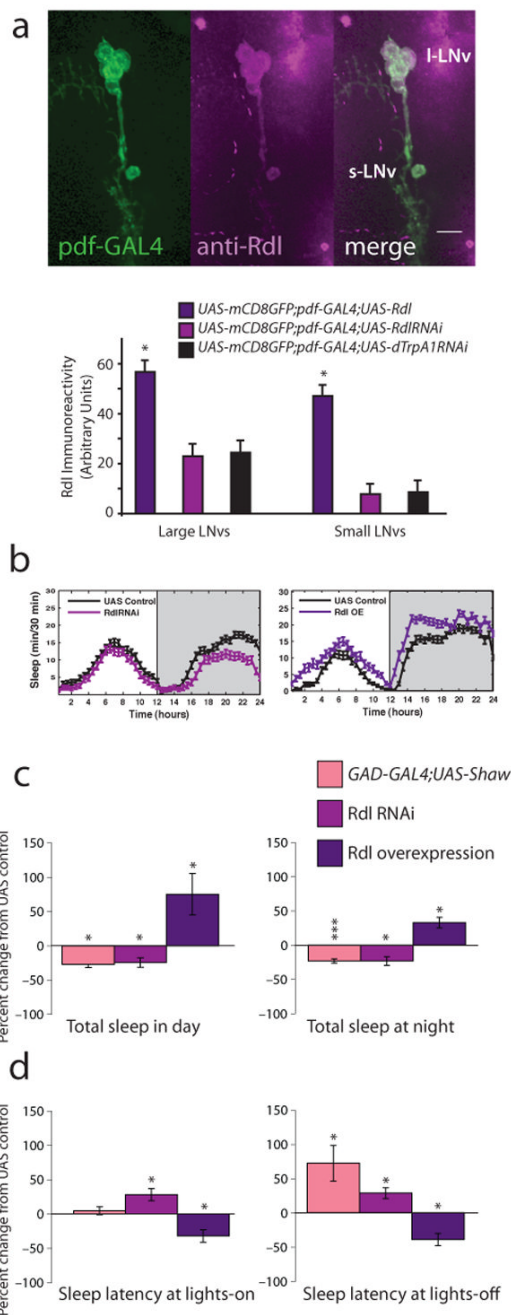 a
l-LNv
s-LNv
pdf-GAL4
anti-Rdl
merge
UAS-mCD8GFP;pdf-GAL4;UAS-Rdl
UAS-mCD8GFP;pdf-GAL4;UAS-RdlRNAi
UAS-mCD8GFP;pdf-GAL4;UAS-dTrpA1RNAi
Rdl Immunoreactivity
(Arbitrary Units)
60
40
20
0
*
*
Large LNvs
Small LNvs
b
Sleep (min/30 min)
30
25
20
15
10
5
UAS Control
RdlRNAi
0 2 4 6 8 10 12 14 16 18 20 22 24
Time (hours)
30
25
20
15
10
5
0
UAS Control
Rdl OE
0 2 4 6 8 10 12 14 16 18 20 22 24
Time (hours)
c
GAD-GAL4;UAS-Shaw
Rdl RNAi
Rdl overexpression
Percent change from UAS control
150
100
50
0
−50
−100
*
*
*
Total sleep in day
150
100
50
0
−50
−100
***
*
*
Total sleep at night
d
Percent change from UAS control
150
100
50
0
−50
−100
*
*
Sleep latency at lights-on
150
100
50
0
−50
−100
*
*
*
Sleep latency at lights-off